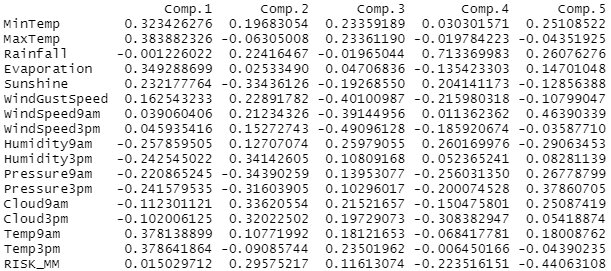 Comp.1 Comp.2 Comp.3 Comp.4 Comp.5
MinTemp 0.323426276 0.19683054 0.23359189 0.030301571 0.25108522
MaxTemp 0.383882326 -0.06305008 0.23361190 -0.019784223 -0.04351925
Rainfall -0.001226022 0.22416467 -0.01965044 0.713369983 0.26076276
Evaporation 0.349288699 0.02533490 0.04706836 -0.135423303 0.14701048
Sunshine 0.232177764 -0.33436126 -0.19268550 0.204141173 -0.12856388
WindGustSpeed 0.162543233 0.22891782 -0.40100987 -0.215980318 -0.10799047
WindSpeed9am 0.039060406 0.21234326 -0.39144956 0.011362362 0.46390339
WindSpeed3pm 0.045935416 0.15272743 -0.49096128 -0.185920674 -0.03587710
Humidity9am -0.257859505 0.12707074 0.25979055 0.260169976 -0.29063453
Humidity3pm -0.242545022 0.34142605 0.10809168 0.052365241 0.08281139
Pressure9am -0.220865245 -0.34390259 0.13953077 -0.256031350 0.26778799
Pressure3pm -0.241579535 -0.31603905 0.10296017 -0.200074528 0.37860705
Cloud9am -0.112301121 0.33620554 0.21521657 -0.150475801 0.25087419
Cloud3pm -0.102006125 0.32022502 0.19729073 -0.308382947 0.05418874
Temp9am 0.378138899 0.10771992 0.18121653 -0.068417781 0.18008762
Temp3pm 0.378641864 -0.09085744 0.23501962 -0.006450166 -0.04390235
RISK_MM 0.015029712 0.29575217 0.11613074 -0.223516151 -0.44063108